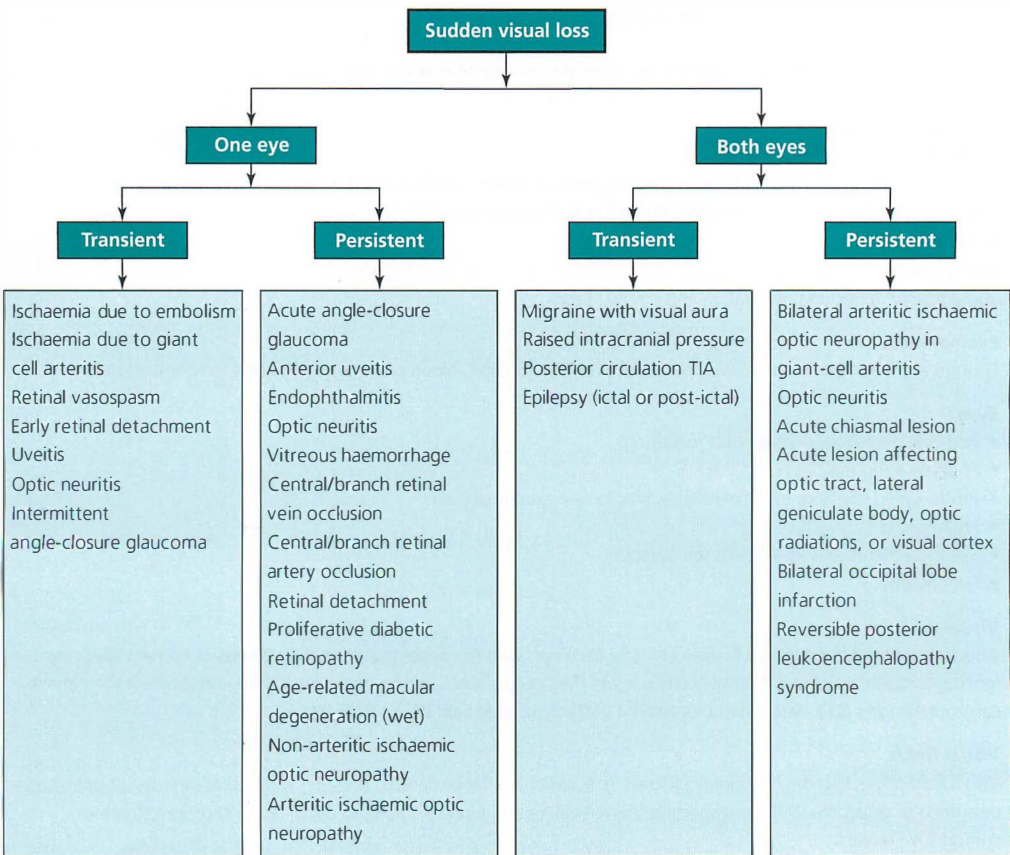 Sudden visual loss
One eye
Both eyes
Transient
Persistent
Transient
Persistent
Ischaemia due to embolism
Ischaemia due to giant
cell arteritis
Retinal vasospasm
Early retinal detachment
Uveitis
Optic neuritis
Intermittent
angle-closure glaucoma
Acute angle-closure
glaucoma
Anterior uveitis
Endophthalmitis
Optic neuritis
Vitreous haemorrhage
Central/branch retinal
vein occlusion
Central/branch retinal
artery occlusion
Retinal detachment
Proliferative diabetic
retinopathy
Age-related macular
degeneration (wet)
Non-arteritic ischaemic
optic neuropathy
Arteritic ischaemic optic
neuropathy
Migraine with visual aura
Raised intracranial pressure
Posterior circulation TIA
Epilepsy (ictal or post-ictal)
Bilateral arteritic ischaemic
optic neuropathy in
giant-cell arteritis
Optic neuritis
Acute chiasmal lesion
Acute lesion affecting
optic tract, lateral
geniculate body, optic
radiations, or visual cortex
Bilateral occipital lobe
infarction
Reversible posterior
leukoencephalopathy
syndrome